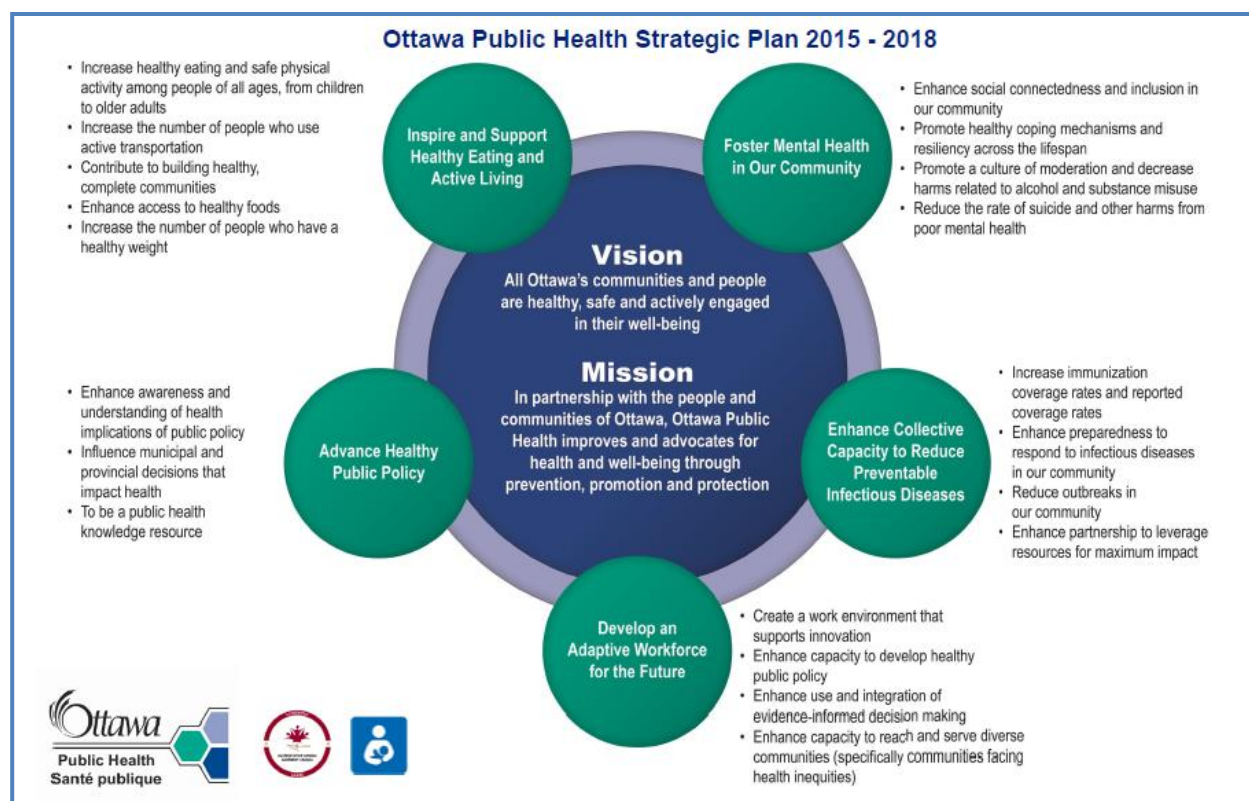 Ottawa Public Health Strategic Plan 2015 - 2018
• Increase healthy eating and safe physical
activity among people of all ages, from children
to older adults
• Increase the number of people who use
active transportation
• Contribute to building healthy,
complete communities
• Enhance access to healthy foods
• Increase the number of people who have a
healthy weight
Inspire and Support
Healthy Eating and
Active Living
Foster Mental Health
in Our Community
• Enhance social connectedness and inclusion in
our community
• Promote healthy coping mechanisms and
resiliency across the lifespan
• Promote a culture of moderation and decrease
harms related to alcohol and substance misuse
• Reduce the rate of suicide and other harms from
poor mental health
Vision
All Ottawa's communities and people
are healthy, safe and actively engaged
in their well-being
Mission
In partnership with the people and
communities of Ottawa, Ottawa Public
Health improves and advocates for
health and well-being through
prevention, promotion and protection
• Enhance awareness and
understanding of health
implications of public policy
• Influence municipal and
provincial decisions that
impact health
• To be a public health
knowledge resource
Advance Healthy
Public Policy
Enhance Collective
Capacity to Reduce
Preventable
Infectious Diseases
• Increase immunization
coverage rates and reported
coverage rates
• Enhance preparedness to
respond to infectious diseases
in our community
• Reduce outbreaks in
our community
• Enhance partnership to leverage
resources for maximum impact
Develop an
Adaptive Workforce
for the Future
• Create a work environment that
supports innovation
• Enhance capacity to develop healthy
public policy
• Enhance use and integration of
evidence-informed decision making
• Enhance capacity to reach and serve diverse
communities (specifically communities facing
health inequities)
Ottawa
Public Health
Santé publique